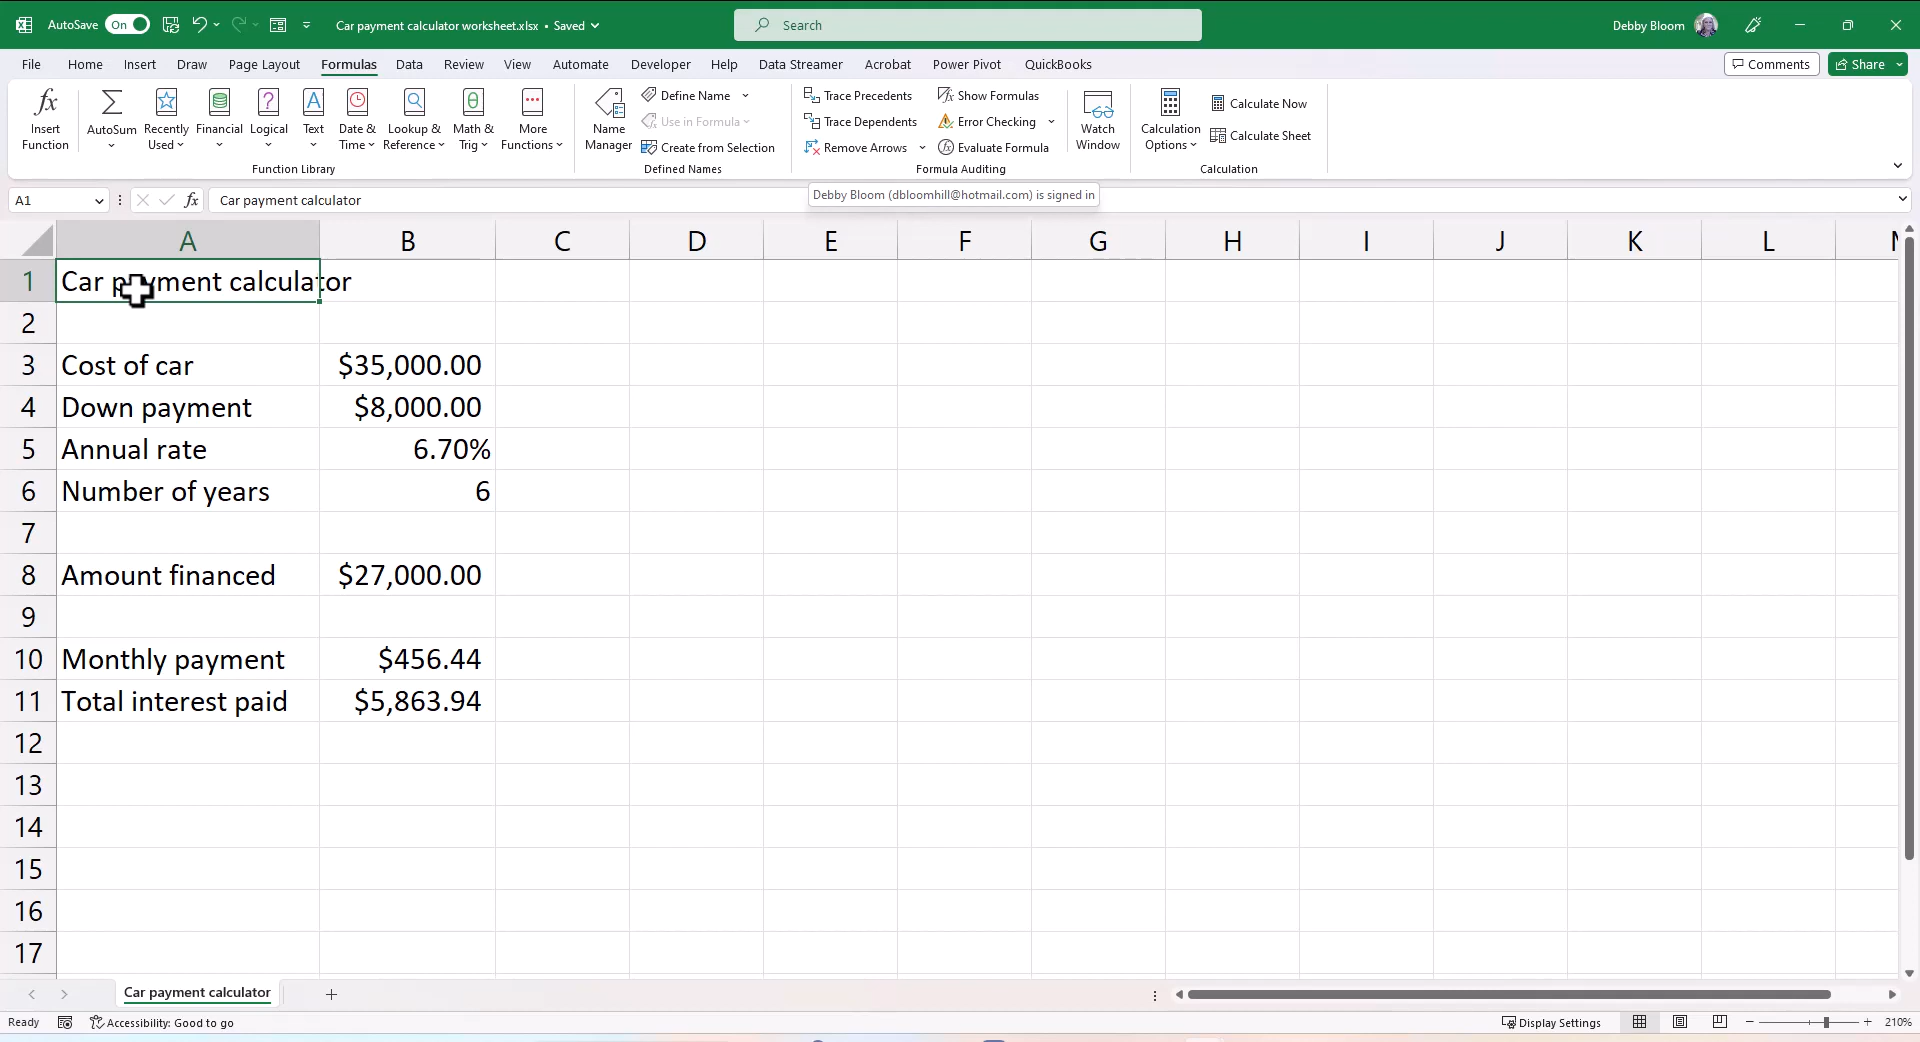 AutoSave On Car payment calculator worksheet.xlsx • Saved Search Debby Bloom
File Home Insert Draw Page Layout Formulas Data Review View Automate Developer Help Data Streamer Acrobat Power Pivot QuickBooks Comments Share
Insert Function
AutoSum
Recently Used
Financial
Logical
Text
Date & Time
Lookup & Reference
Math & Trig
More Functions
Function Library
Name Manager
Define Name
Use in Formula
Create from Selection
Defined Names
Trace Precedents
Trace Dependents
Remove Arrows
Show Formulas
Error Checking
Evaluate Formula
Formula Auditing
Watch Window
Calculation Options
Calculate Now
Calculate Sheet
Calculation
A1 fx Car payment calculator
Debby Bloom (dbloomhill@hotmail.com) is signed in
A B C D E F G H I J K L
1 Car payment calculator
2
3 Cost of car $35,000.00
4 Down payment $8,000.00
5 Annual rate 6.70%
6 Number of years 6
7
8 Amount financed $27,000.00
9
10 Monthly payment $456.44
11 Total interest paid $5,863.94
12
13
14
15
16
17
Car payment calculator
Ready Accessibility: Good to go Display Settings 210%